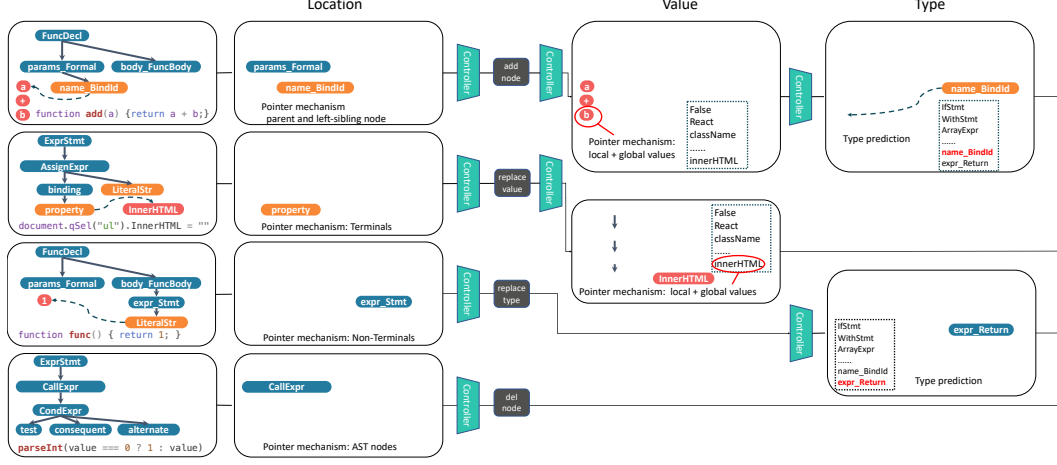 Location
Value
Type
FuncDecl
params_Formal
body_FuncBody
a
name_BindId
+
b
function add(a) {return a + b;}
params_Formal
name_BindId
Pointer mechanism
parent and left-sibling node
Controller
add
node
Controller
a
+
b
Pointer mechanism:
local + global values
False
React
className
......
innerHTML
Controller
name_BindId
Type prediction
IfStmt
WithStmt
ArrayExpr
......
name_BindId
expr_Return
ExprStmt
AssignExpr
binding
LiteralStr
property
InnerHTML
document.qSel("ul").InnerHTML = ""
property
Pointer mechanism: Terminals
Controller
replace
value
Controller
False
React
className
......
innerHTML
InnerHTML
Pointer mechanism: local + global values
FuncDecl
params_Formal
body_FuncBody
1
expr_Stmt
LiteralStr
function func() { return 1; }
expr_Stmt
Pointer mechanism: Non-Terminals
Controller
replace
type
Controller
IfStmt
WithStmt
ArrayExpr
......
name_BindId
expr_Return
expr_Return
Type prediction
ExprStmt
CallExpr
CondExpr
test
consequent
alternate
parseInt(value === 0 ? 1 : value)
CallExpr
Pointer mechanism: AST nodes
Controller
del
node